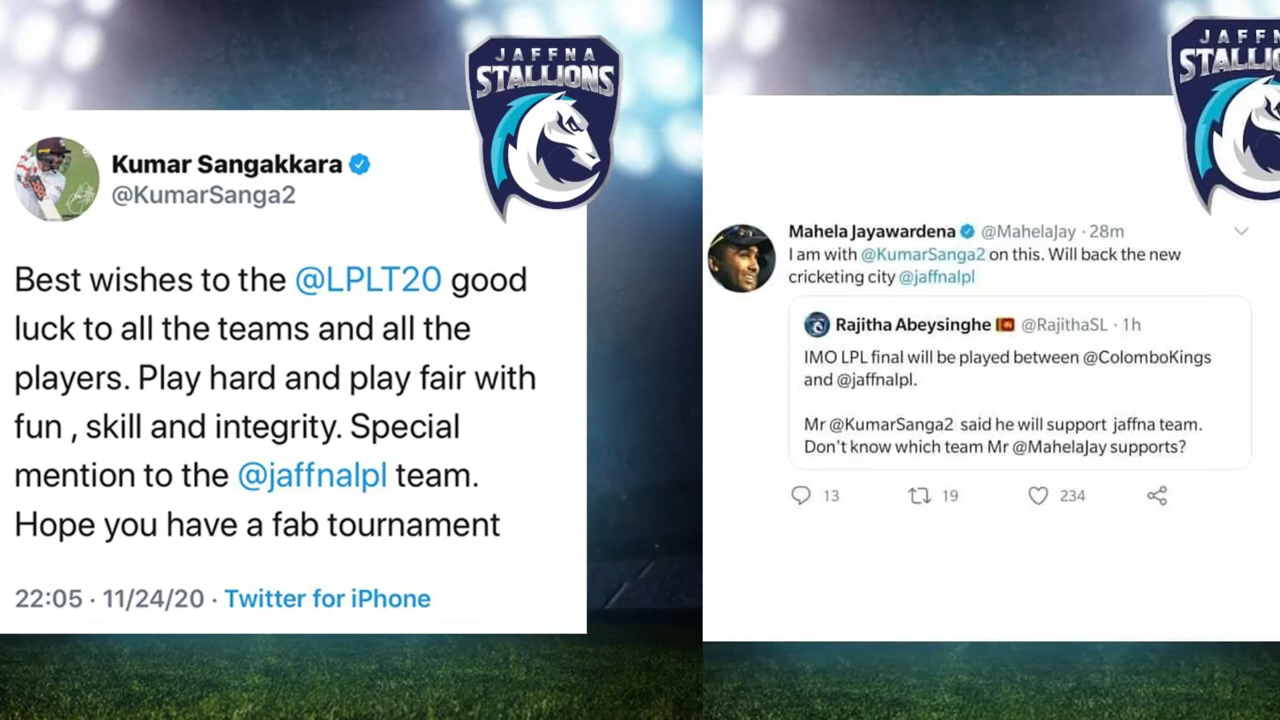 JAFFNA
STALLIONS
Kumar Sangakkara
@KumarSanga2
Best wishes to the @LPLT20 good
luck to all the teams and all the
players. Play hard and play fair with
fun , skill and integrity. Special
mention to the @jaffnalpl team.
Hope you have a fab tournament
22:05 · 11/24/20 · Twitter for iPhone
JAFFN
STALLIO
Mahela Jayawardena @MahelaJay · 28m
I am with @KumarSanga2 on this. Will back the new
cricketing city @jaffnalpl
Rajitha Abeysinghe @RajithaSL · 1h
IMO LPL final will be played between @ColomboKings
and @jaffnalpl.
Mr @KumarSanga2 said he will support jaffna team.
Don't know which team Mr @MahelaJay supports?
13 19 234